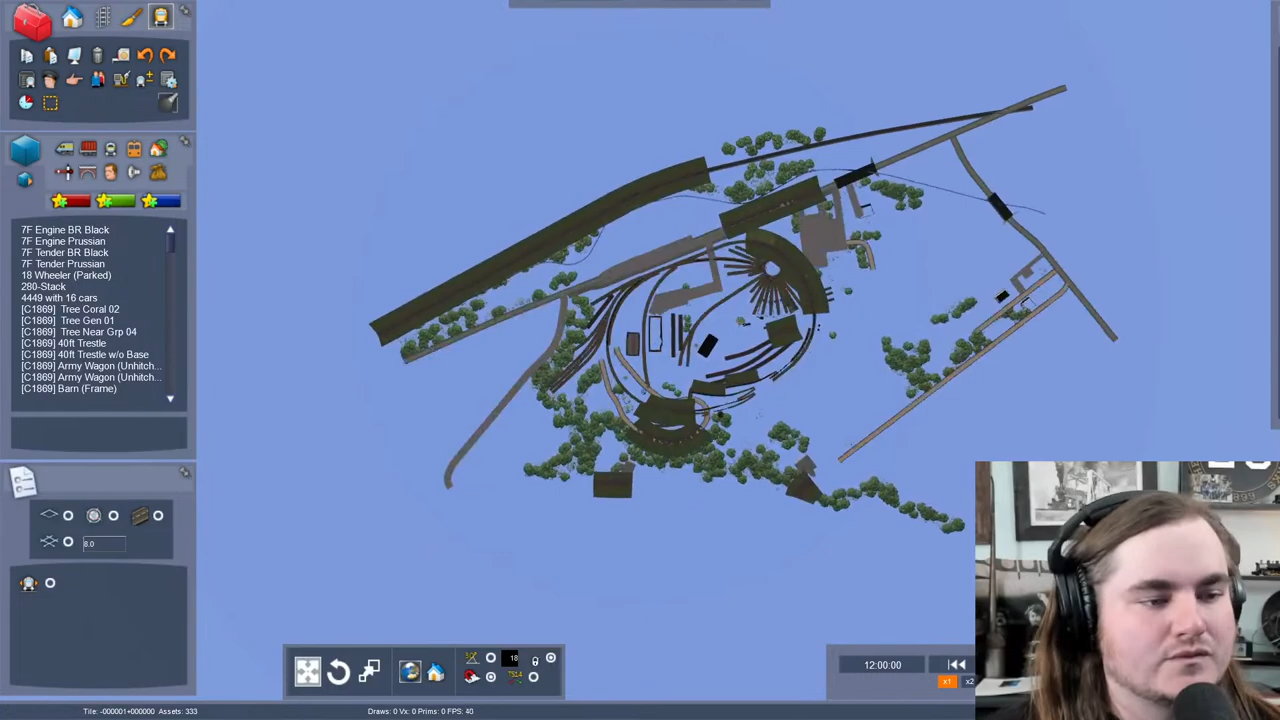 7F Engine BR Black
7F Engine Prussian
7F Tender BR Black
7F Tender Prussian
18 Wheeler (Parked)
280-Stack
4449 with 16 cars
[C1869] Tree Coral 02
[C1869] Tree Gen 01
[C1869] Tree Near Grp 04
[C1869] 40ft Trestle
[C1869] 40ft Trestle w/o Base
[C1869] Army Wagon (Unhitch...
[C1869] Army Wagon (Unhitch...
[C1869] Barn (Frame)
8.0
18
12:00:00
x1 x2
Tile: -000001+000000 Assets: 333
Draws: 0 Vx: 0 Prims: 0 FPS: 40